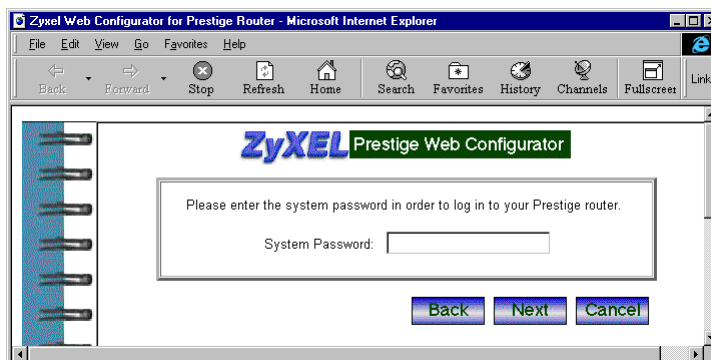 Zyxel Web Configurator for Prestige Router - Microsoft Internet Explorer
File Edit View Go Favorites Help
Back Forward Stop Refresh Home Search Favorites History Channels Fullscreen Link
ZyXEL Prestige Web Configurator
Please enter the system password in order to log in to your Prestige router.
System Password:
Back Next Cancel